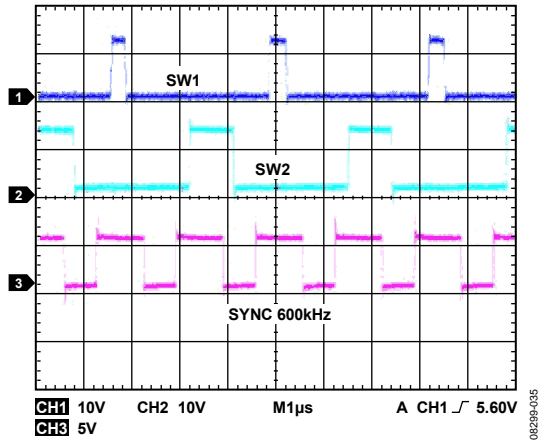 1
SW1
SW2
2
3
SYNC 600kHz
CH1 10V CH2 10V M1µs A CH1 5.60V
CH3 5V
08299-035